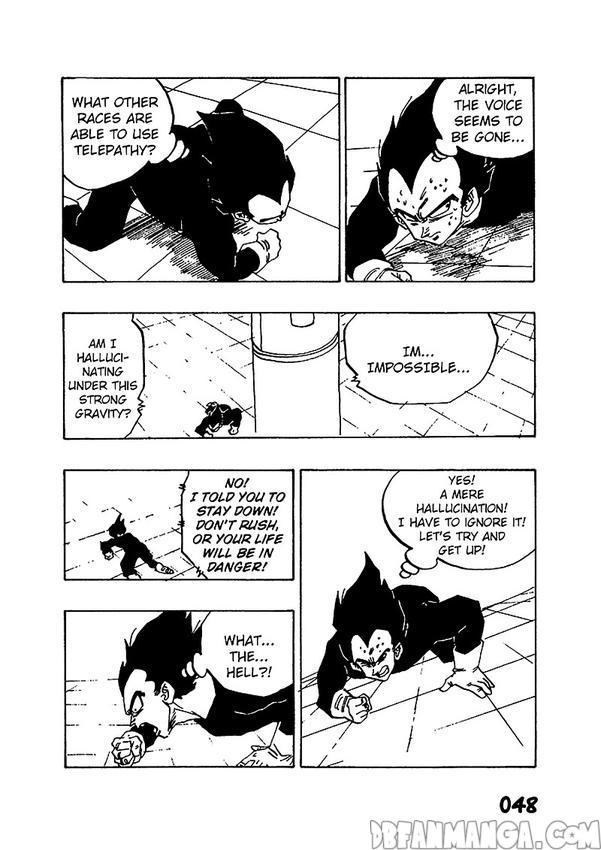 ALRIGHT,
THE VOICE
SEEMS TO
BE GONE...
WHAT OTHER
RACES ARE
ABLE TO USE
TELEPATHY?
IM...
IMPOSSIBLE...
AM I
HALLUCI-
NATING
UNDER THIS
STRONG
GRAVITY?
YES!
A MERE
HALLUCINATION!
I HAVE TO IGNORE IT!
LET'S TRY AND
GET UP!
NO!
I TOLD YOU TO
STAY DOWN!
DON'T RUSH,
OR YOUR LIFE
WILL BE IN
DANGER!
WHAT...
THE...
HELL?!
048
DBFANMANGA.COM